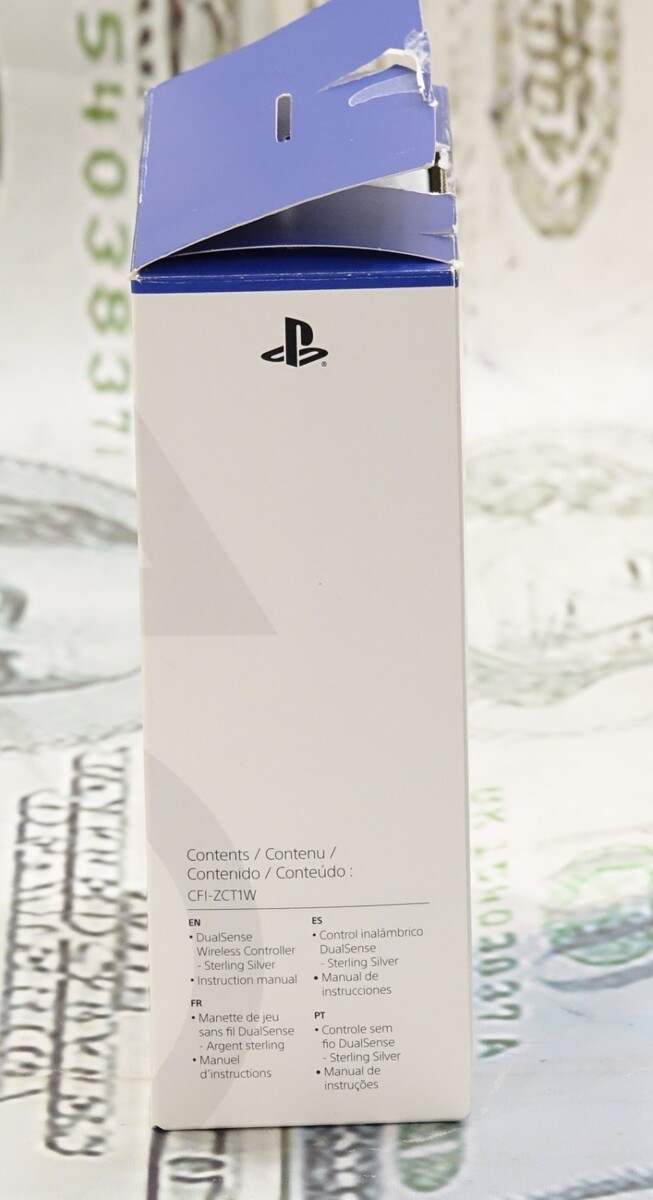 Contents / Contenu /
Contenido / Conteúdo :
CFI-ZCT1W
EN
• DualSense
Wireless Controller
- Sterling Silver
• Instruction manual
FR
• Manette de jeu
sans fil DualSense
- Argent sterling
• Manuel
d'instructions
ES
• Control inalámbrico
DualSense
- Sterling Silver
• Manual de
instrucciones
PT
• Controle sem
fio DualSense
- Sterling Silver
• Manual de
instruções